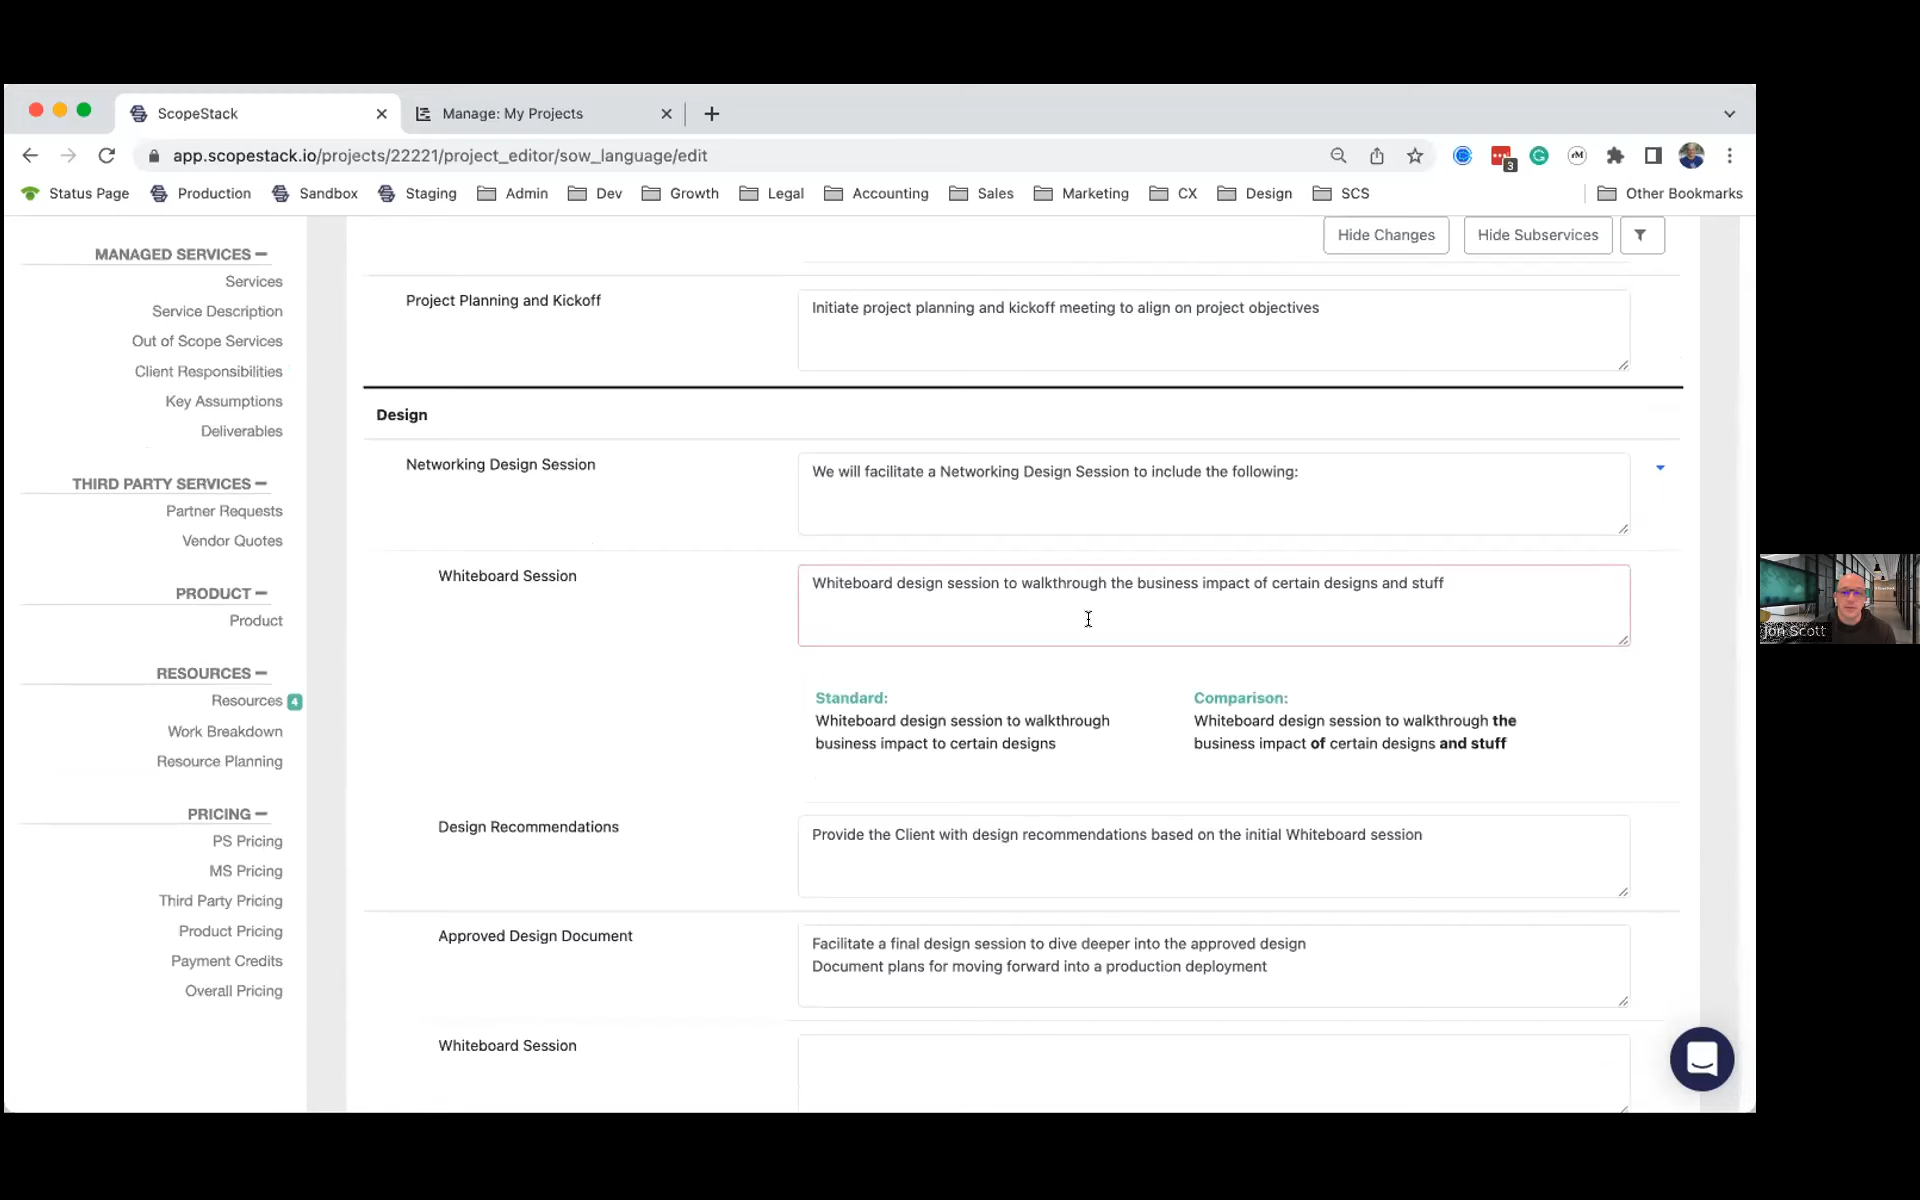 ScopeStack
Manage: My Projects
app.scopestack.io/projects/22221/project_editor/sow_language/edit
3
Status Page
Production
Sandbox
Staging
Admin
Dev
Growth
Legal
Accounting
Sales
Marketing
CX
Design
SCS
Other Bookmarks
MANAGED SERVICES
Services
Service Description
Out of Scope Services
Client Responsibilities
Key Assumptions
Deliverables
THIRD PARTY SERVICES
Partner Requests
Vendor Quotes
PRODUCT
Product
RESOURCES
Resources 4
Work Breakdown
Resource Planning
PRICING
PS Pricing
MS Pricing
Third Party Pricing
Product Pricing
Payment Credits
Overall Pricing
Hide Changes
Hide Subservices
Project Planning and Kickoff
Initiate project planning and kickoff meeting to align on project objectives
Design
Networking Design Session
We will facilitate a Networking Design Session to include the following:
Whiteboard Session
Whiteboard design session to walkthrough the business impact of certain designs and stuff
Standard:
Whiteboard design session to walkthrough
business impact to certain designs
Comparison:
Whiteboard design session to walkthrough the
business impact of certain designs and stuff
Design Recommendations
Provide the Client with design recommendations based on the initial Whiteboard session
Approved Design Document
Facilitate a final design session to dive deeper into the approved design
Document plans for moving forward into a production deployment
Whiteboard Session
Jon Scott